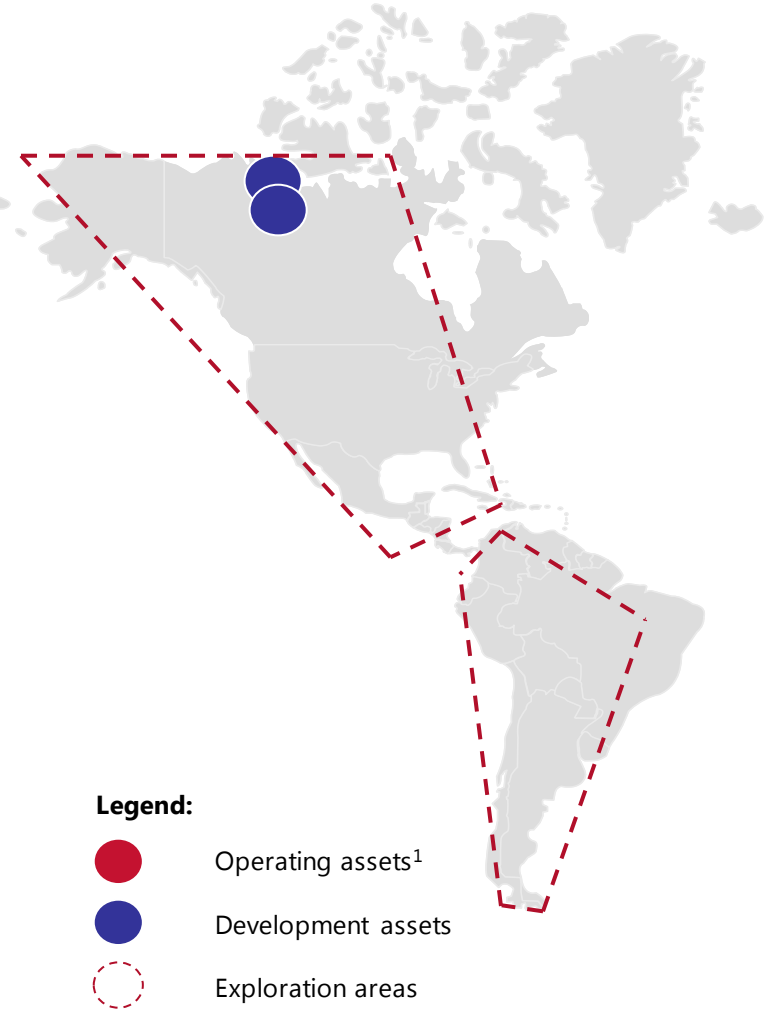 Legend:
Operating assets¹
Development assets
Exploration areas